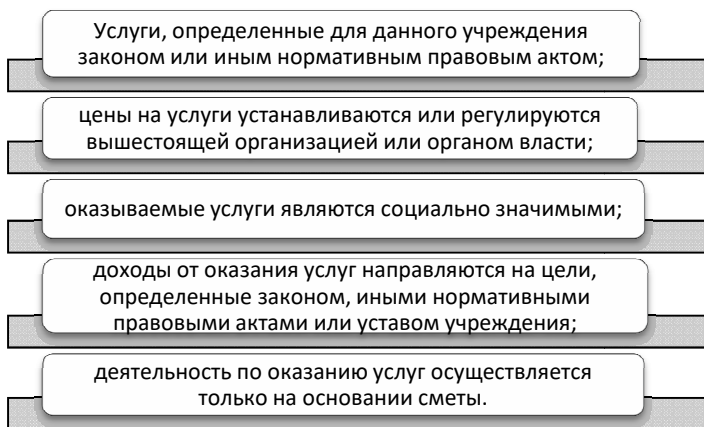 Услуги, определенные для данного учреждения
законом или иным нормативным правовым актом;
цены на услуги устанавливаются или регулируются
вышестоящей организацией или органом власти;
оказываемые услуги являются социально значимыми;
доходы от оказания услуг направляются на цели,
определенные законом, иными нормативными
правовыми актами или уставом учреждения;
деятельность по оказанию услуг осуществляется
только на основании сметы.